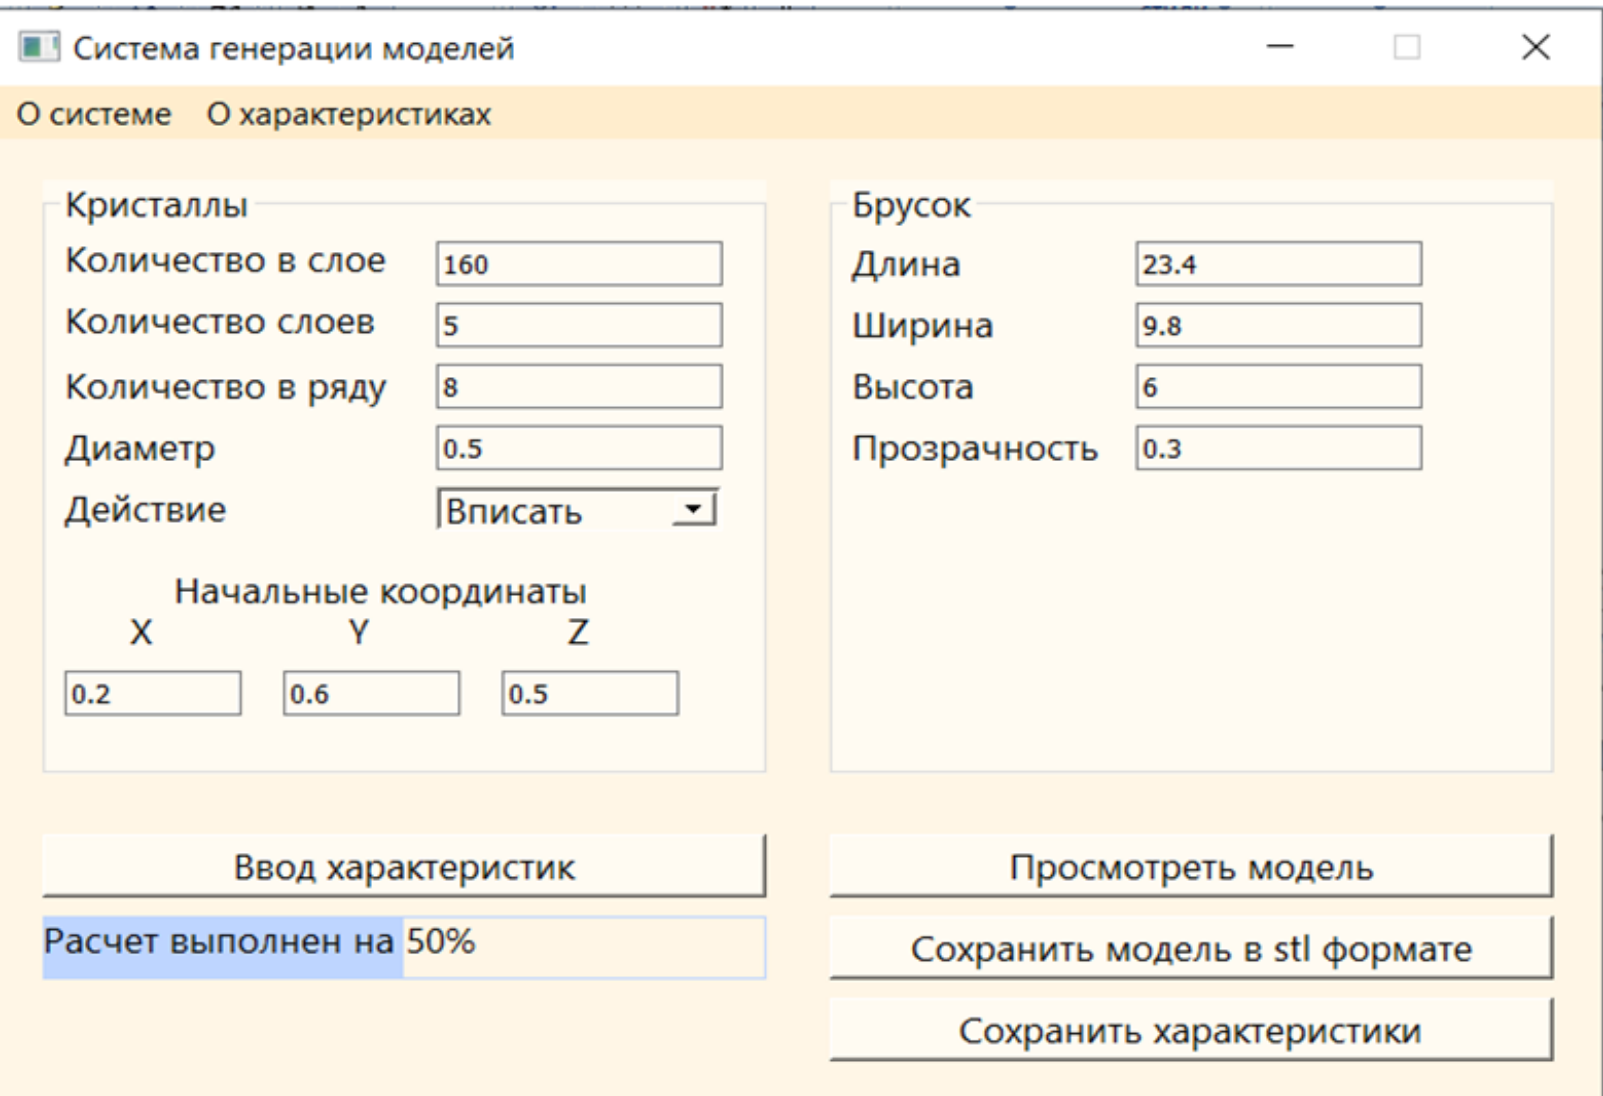 Система генерации моделей
О системе О характеристиках
Кристаллы
Количество в слое 160
Количество слоев 5
Количество в ряду 8
Диаметр 0.5
Действие Вписать
Начальные координаты
X Y Z
0.2 0.6 0.5
Брусок
Длина 23.4
Ширина 9.8
Высота 6
Прозрачность 0.3
Ввод характеристик
Расчет выполнен на 50%
Просмотреть модель
Сохранить модель в stl формате
Сохранить характеристики